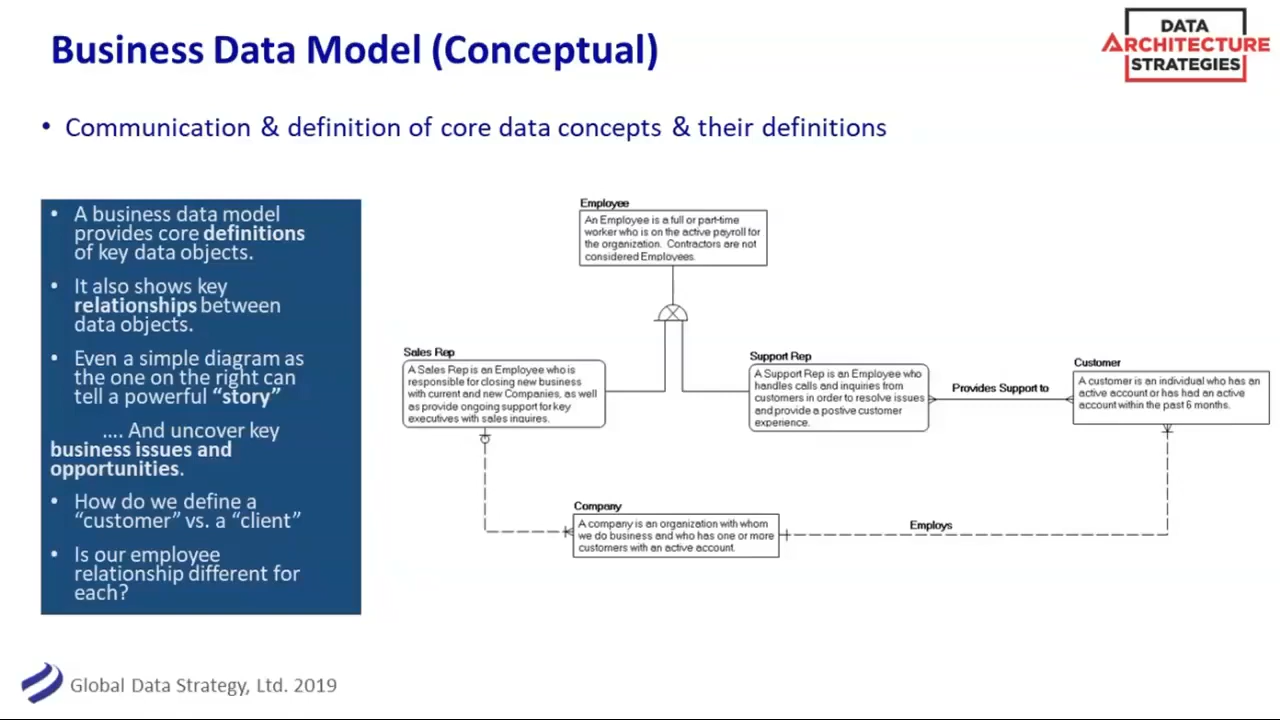 Business Data Model (Conceptual)
DATA
ARCHITECTURE
STRATEGIES
• Communication & definition of core data concepts & their definitions
• A business data model
provides core definitions
of key data objects.
• It also shows key
relationships between
data objects.
• Even a simple diagram as
the one on the right can
tell a powerful “story”
…. And uncover key
business issues and
opportunities.
• How do we define a
“customer” vs. a “client”
• Is our employee
relationship different for
each?
Employee
An Employee is a full or part-time
worker who is on the active payroll for
the organization. Contractors are not
considered Employees.
Sales Rep
A Sales Rep is an Employee who is
responsible for closing new business
with current and new Companies, as well
as provide ongoing support for key
executives with sales inquires.
Support Rep
A Support Rep is an Employee who
handles calls and inquiries from
customers in order to resolve issues
and provide a postive customer
experience.
Provides Support to
Customer
A customer is an individual who has an
active account or has had an active
account within the past 6 months.
Company
A company is an organization with whom
we do business and who has one or more
customers with an active account.
Employs
Global Data Strategy, Ltd. 2019